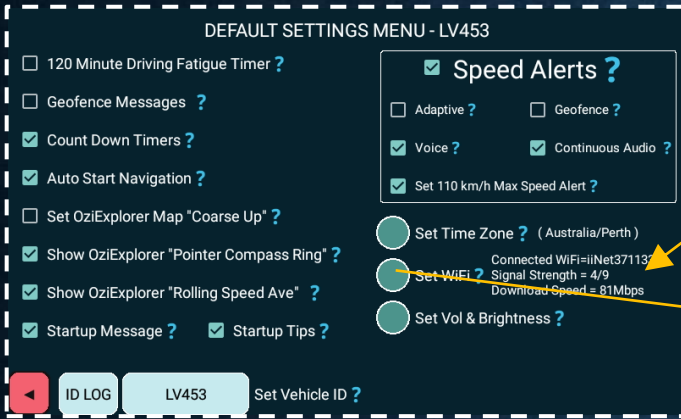 DEFAULT SETTINGS MENU - LV453
120 Minute Driving Fatigue Timer ?
Geofence Messages ?
Count Down Timers ?
Auto Start Navigation ?
Set OziExplorer Map "Coarse Up" ?
Show OziExplorer "Pointer Compass Ring" ?
Show OziExplorer "Rolling Speed Ave" ?
Startup Message ? Startup Tips ?
Speed Alerts ?
Adaptive ? Geofence ?
Voice ? Continuous Audio ?
Set 110 km/h Max Speed Alert ?
Set Time Zone ? ( Australia/Perth )
Set WiFi ?
Connected WiFi=iiNet37113
Signal Strength = 4/9
Download Speed = 81Mbps
Set Vol & Brightness ?
ID LOG LV453 Set Vehicle ID ?